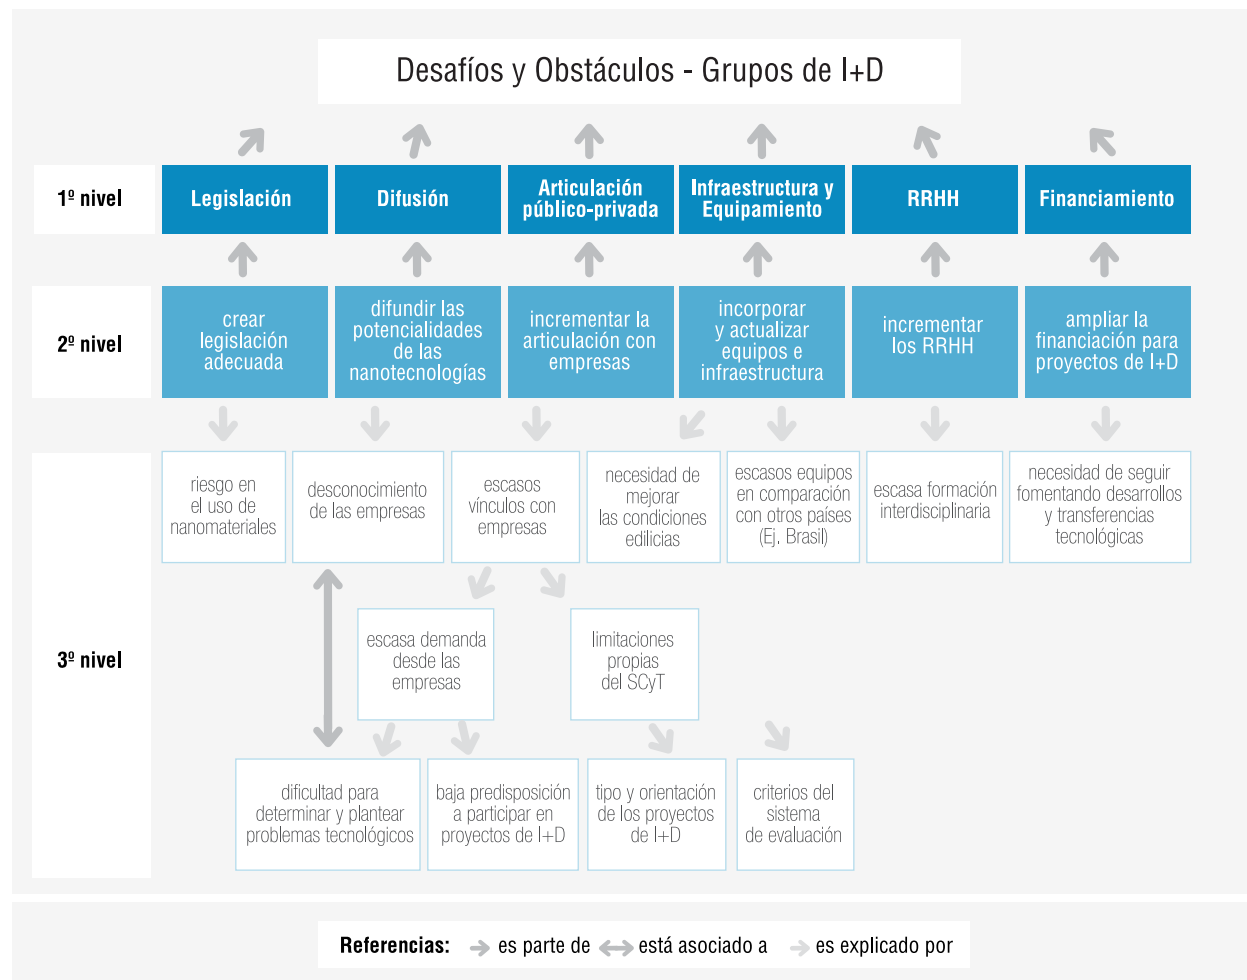 Desafíos y Obstáculos - Grupos de I+D
1º nivel
Legislación
Difusión
Articulación
público-privada
Infraestructura y
Equipamiento
RRHH
Financiamiento
2º nivel
crear
legislación
adecuada
difundir las
potencialidades
de las
nanotecnologías
incrementar la
articulación con
empresas
incorporar
y actualizar
equipos e
infraestructura
incrementar
los RRHH
ampliar la
financiación para
proyectos de I+D
3º nivel
riesgo en
el uso de
nanomateriales
desconocimiento
de las empresas
escasos
vínculos con
empresas
necesidad de
mejorar
las condiciones
edilicias
escasos equipos
en comparación
con otros países
(Ej. Brasil)
escasa formación
interdisciplinaria
necesidad de seguir
fomentando desarrollos
y transferencias
tecnológicas
escasa demanda
desde las
empresas
limitaciones
propias
del SCyT
dificultad para
determinar y plantear
problemas tecnológicos
baja predisposición
a participar en
proyectos de I+D
tipo y orientación
de los proyectos
de I+D
criterios del
sistema
de evaluación
Referencias: es parte de está asociado a es explicado por